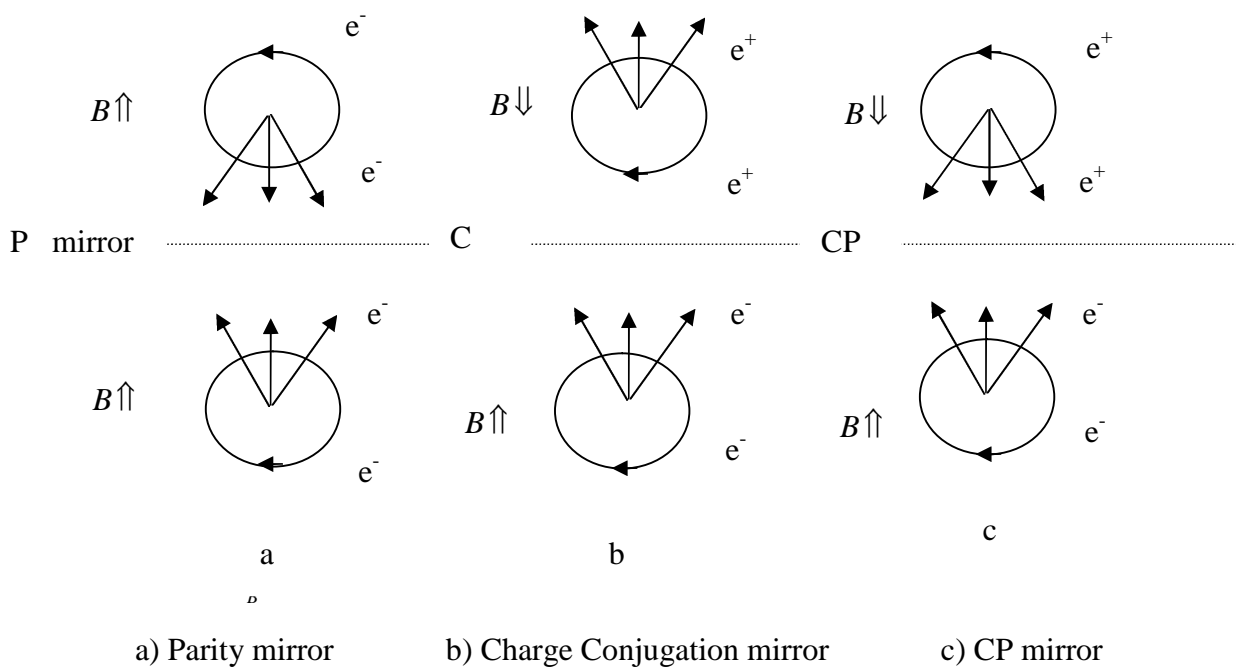 e⁻ e⁺ e⁺
B⇑ B⇓ B⇓
e⁻ e⁺ e⁺
P mirror C CP
e⁻ e⁻ e⁻
B⇑ B⇑ B⇑
e⁻ e⁻ e⁻
a b c
a) Parity mirror b) Charge Conjugation mirror c) CP mirror